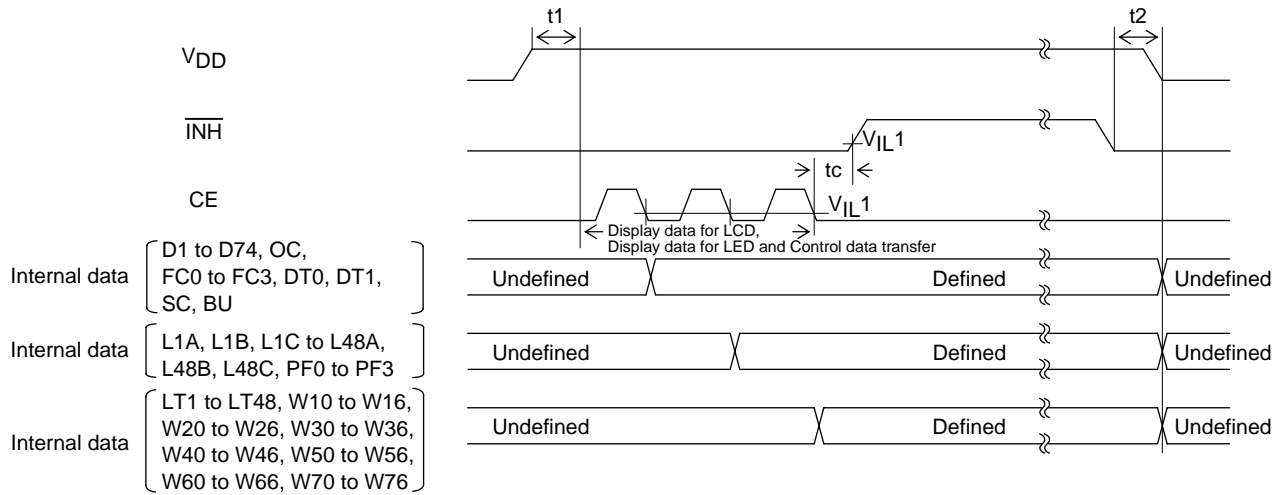 t1
t2
VDD
INH
VIL1
tc
CE
VIL1
Display data for LCD,
Display data for LED and Control data transfer
Internal data
D1 to D74, OC,
FC0 to FC3, DT0, DT1,
SC, BU
Undefined
Defined
Undefined
Internal data
L1A, L1B, L1C to L48A,
L48B, L48C, PF0 to PF3
Undefined
Defined
Undefined
Internal data
LT1 to LT48, W10 to W16,
W20 to W26, W30 to W36,
W40 to W46, W50 to W56,
W60 to W66, W70 to W76
Undefined
Defined
Undefined